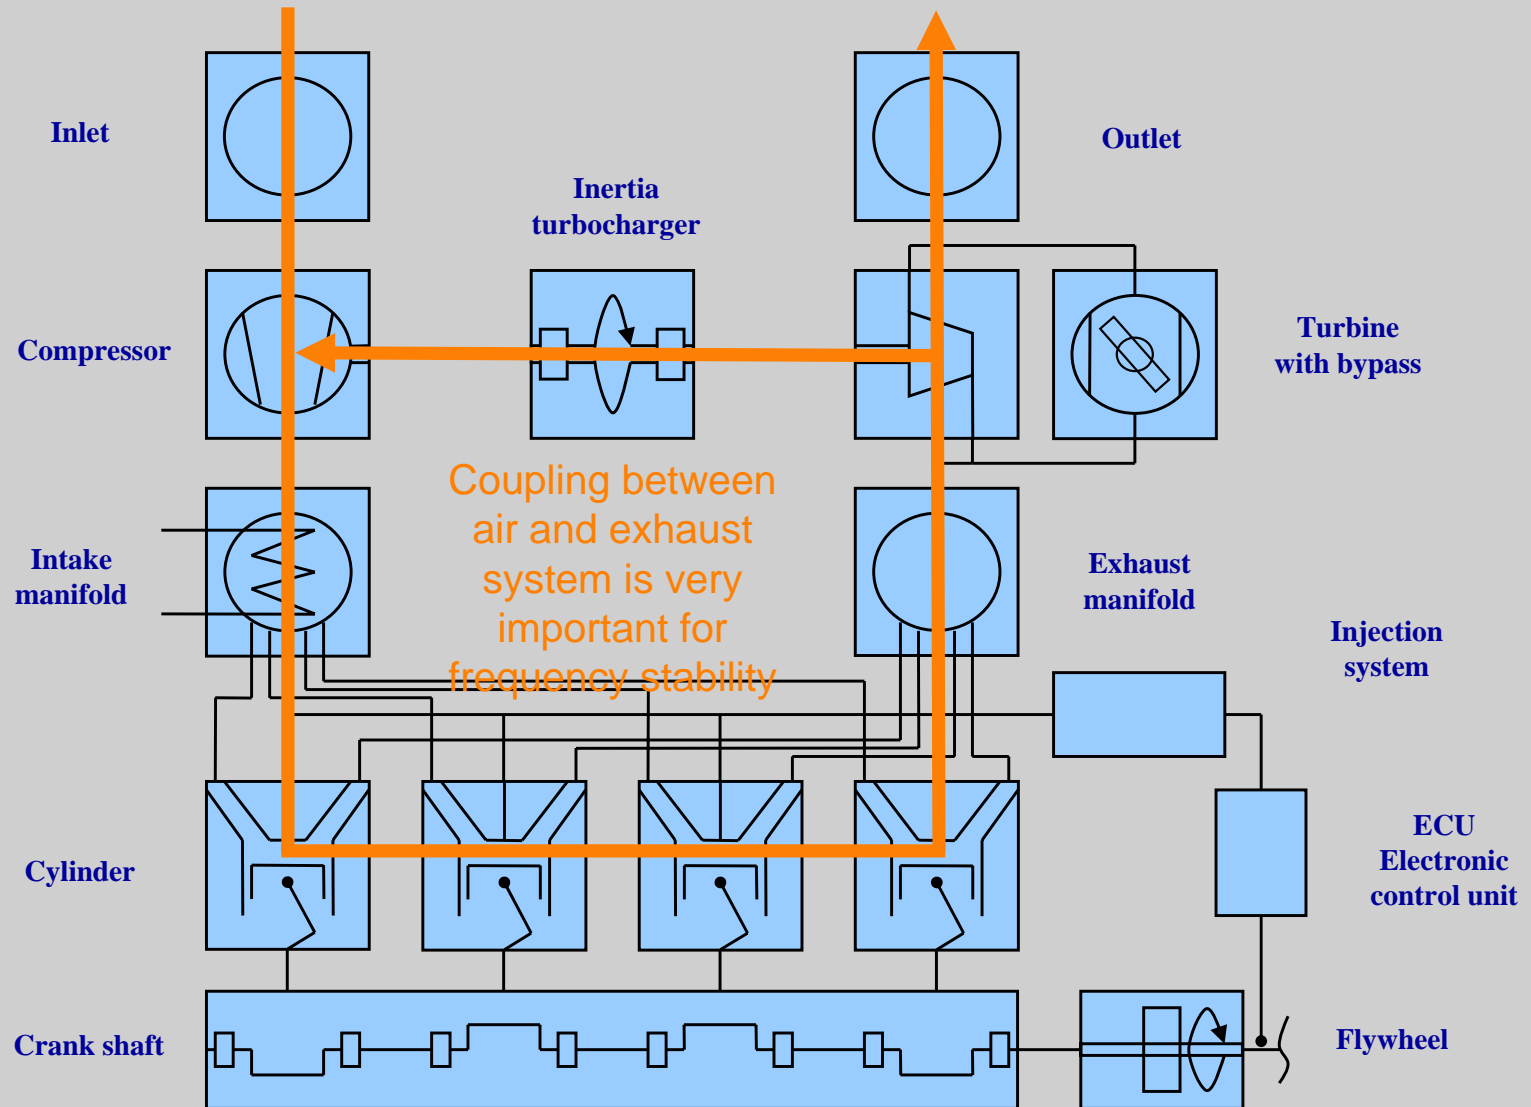 Inlet
Outlet
Inertia
turbocharger
Compressor
Turbine
with bypass
Coupling between
air and exhaust
system is very
important for
frequency stability
Intake
manifold
Exhaust
manifold
Injection
system
Cylinder
ECU
Electronic
control unit
Crank shaft
Flywheel